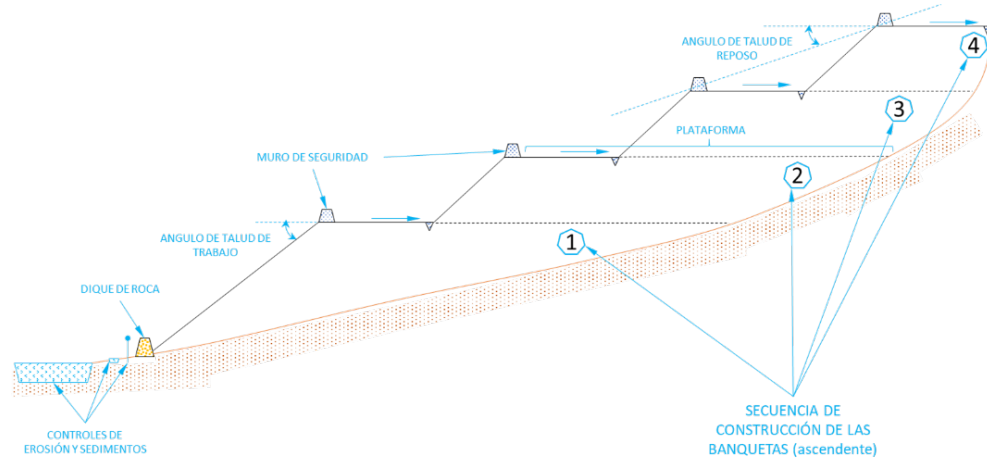 ANGULO DE TALUD DE
REPOSO
4
3
PLATAFORMA
MURO DE SEGURIDAD
2
ANGULO DE TALUD DE
TRABAJO
1
DIQUE DE ROCA
CONTROLES DE
EROSIÓN Y SEDIMENTOS
SECUENCIA DE
CONSTRUCCIÓN DE LAS
BANQUETAS (ascendente)